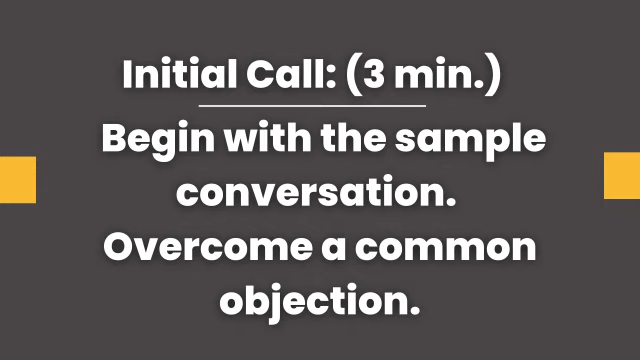 Initial Call: (3 min.)
Begin with the sample
conversation.
Overcome a common
objection.